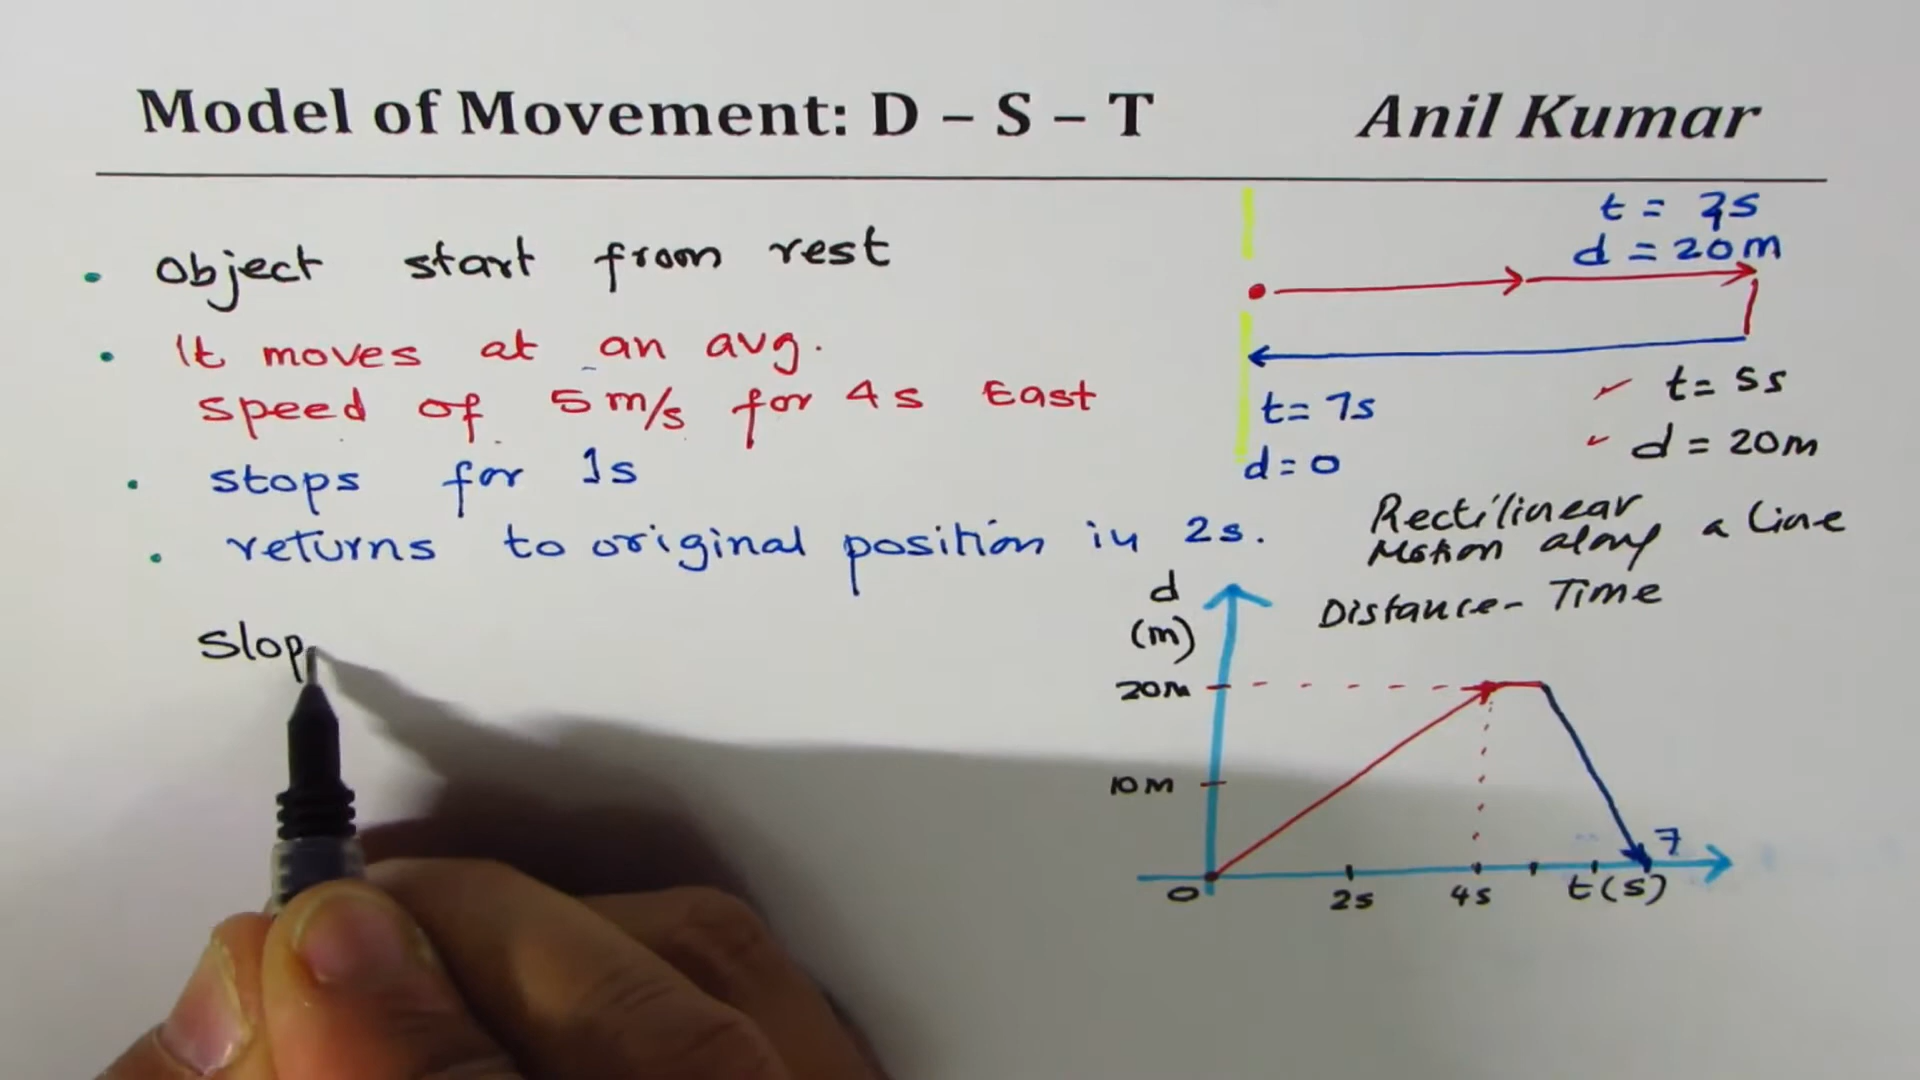 Model of Movement: D – S – T Anil Kumar
• Object start from rest
• It moves at an avg.
speed of 5 m/s for 4s East
• stops for 1s
• returns to original position in 2s.
Slop
d = 20m
t = 5s
d = 20m
t = 7s
d = 0
Rectilinear
Motion along a Line
Distance - Time
d
(m)
20m
10m
0
2s
4s
t(s)
7